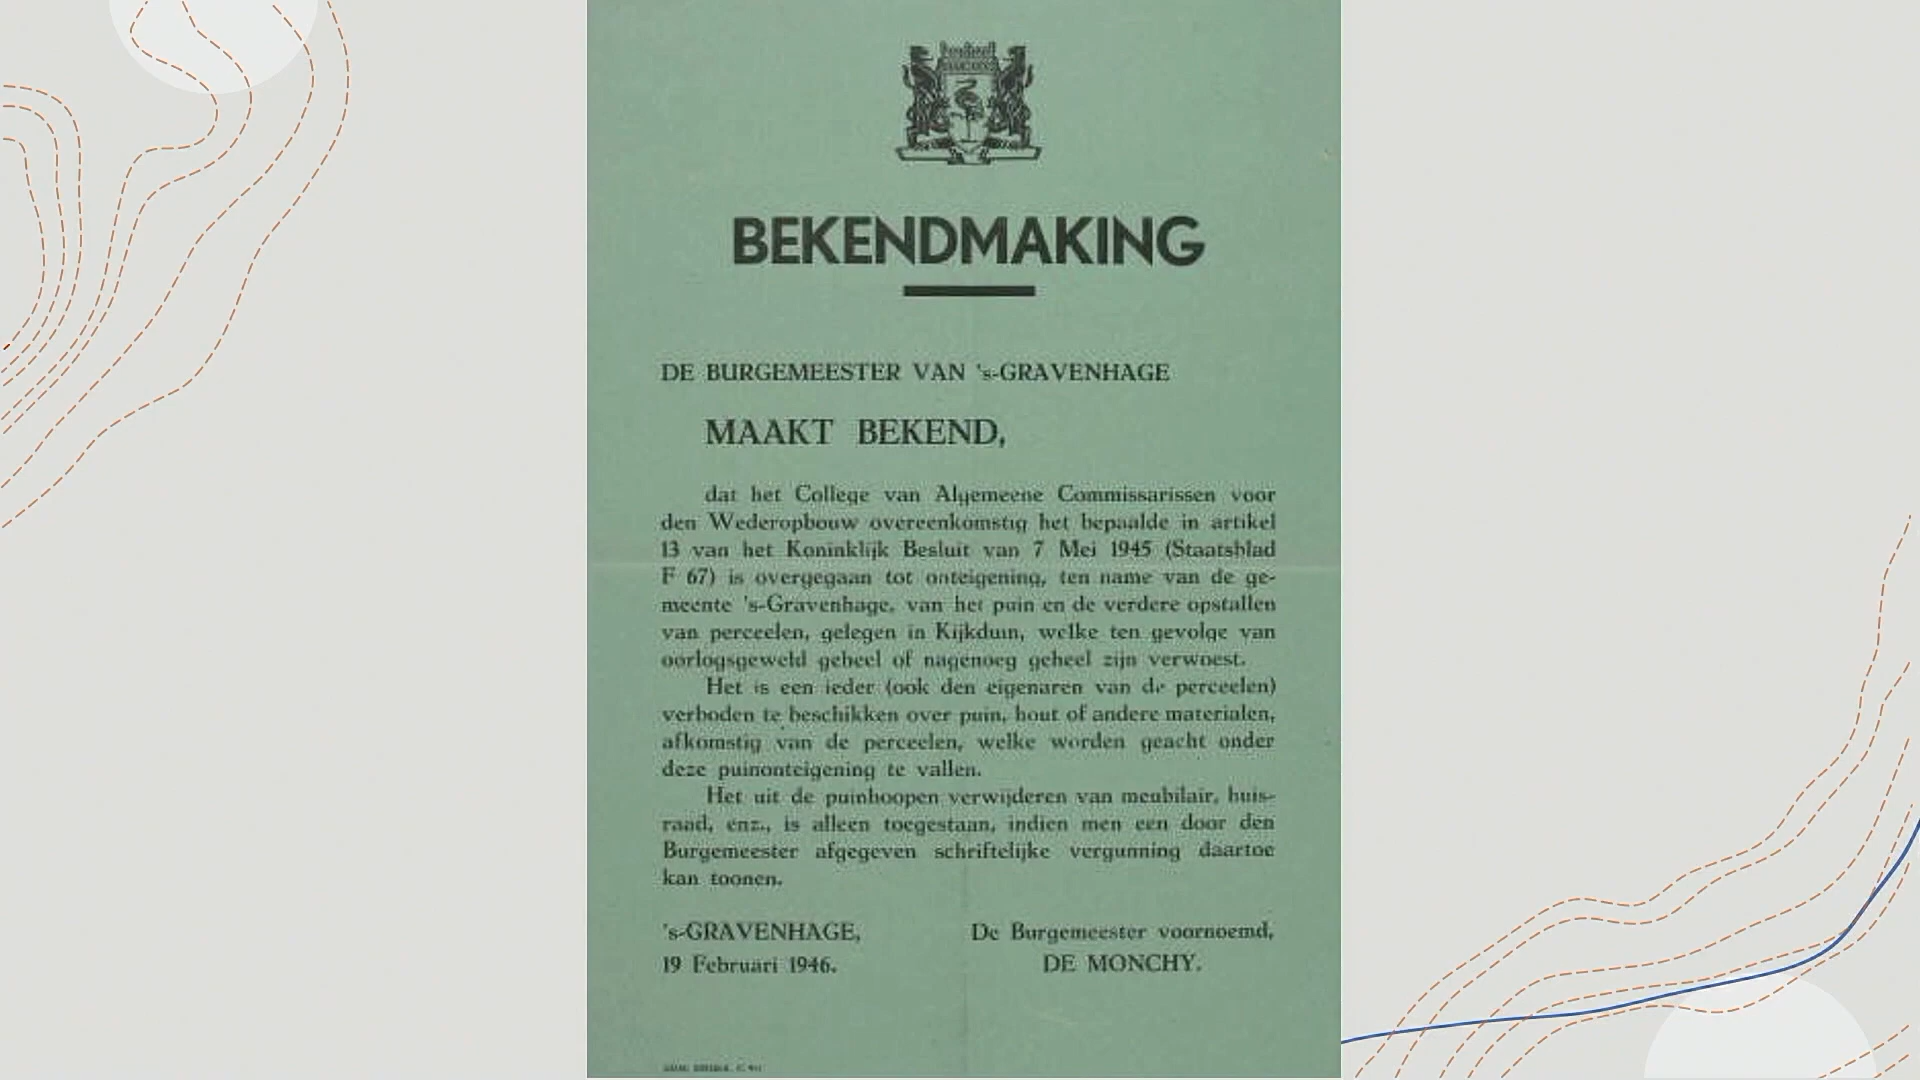 BEKENDMAKING
DE BURGEMEESTER VAN 's-GRAVENHAGE
MAAKT BEKEND,
dat het College van Algemeene Commissarissen voor
den Wederopbouw overeenkomstig het bepaalde in artikel
13 van het Koninklijk Besluit van 7 Mei 1945 (Staatsblad
F 67) is overgegaan tot onteigening, ten name van de ge-
meente 's-Gravenhage, van het puin en de verdere opstallen
van perceelen, gelegen in Kijkduin, welke ten gevolge van
oorlogsgeweld geheel of nagenoeg geheel zijn verwoest.
Het is een ieder (ook den eigenaren van de perceelen)
verboden te beschikken over puin, hout of andere materialen,
afkomstig van de perceelen, welke worden geacht onder
deze puinonteigening te vallen.
Het uit de puinhoopen verwijderen van meubilair, huis-
raad, enz., is alleen toegestaan, indien men een door den
Burgemeester afgegeven schriftelijke vergunning daartoe
kan toonen.
's-GRAVENHAGE, De Burgemeester voornoemd,
19 Februari 1946. DE MONCHY.